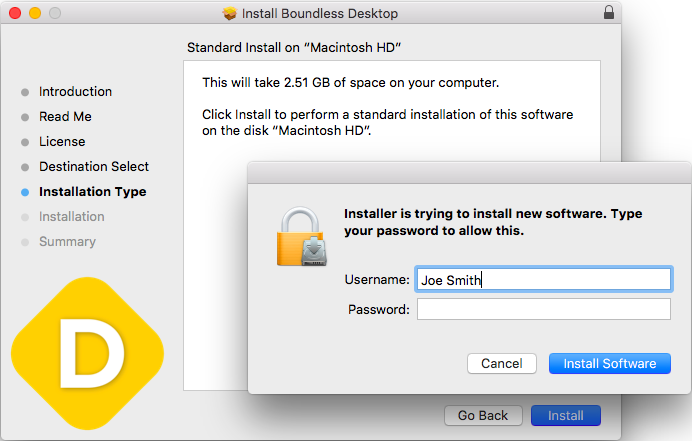 Install Boundless Desktop
Standard Install on “Macintosh HD”
Introduction
Read Me
License
Destination Select
Installation Type
Installation
Summary
This will take 2.51 GB of space on your computer.
Click Install to perform a standard installation of this software
on the disk “Macintosh HD”.
Installer is trying to install new software. Type
your password to allow this.
Username: Joe Smith
Password:
Cancel
Install Software
D
Go Back
Install